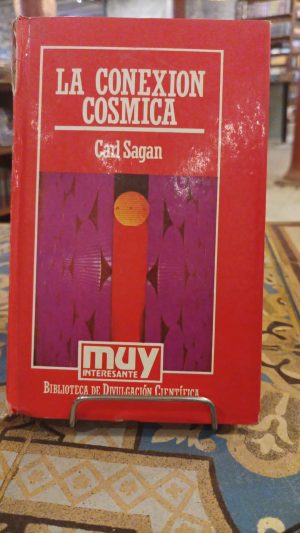 LA CONEXION
COSMICA
Carl Sagan
muy
INTERESANTE
BIBLIOTECA DE DIVULGACIÓN CIENTÍFICA